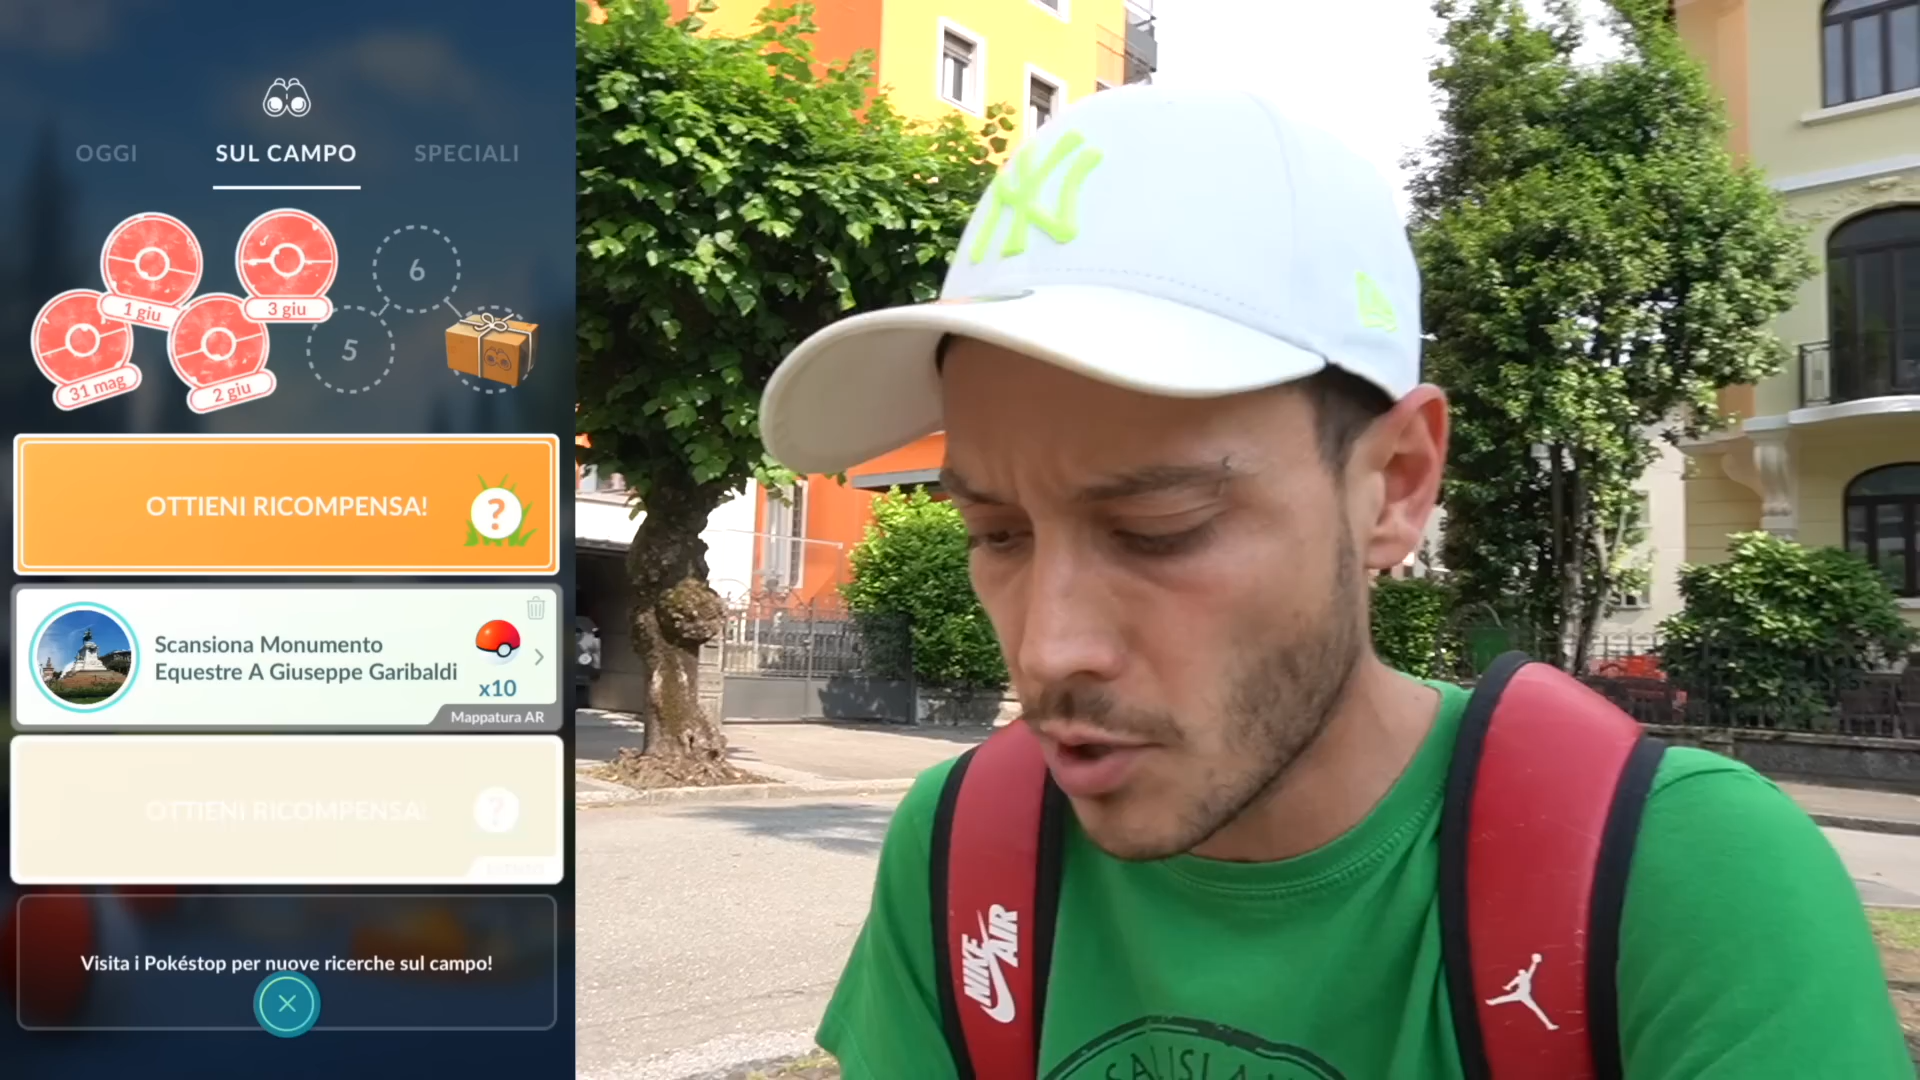 OGGI
SUL CAMPO
SPECIALI
1 giu
3 giu
6
31 mag
2 giu
5
OTTIENI RICOMPENSA!
?
Scansiona Monumento
Equestre A Giuseppe Garibaldi
x10
Mappatura AR
OTTIENI RICOMPENSA!
?
Visita i Pokéstop per nuove ricerche sul campo!
NY
NIKE
AIR